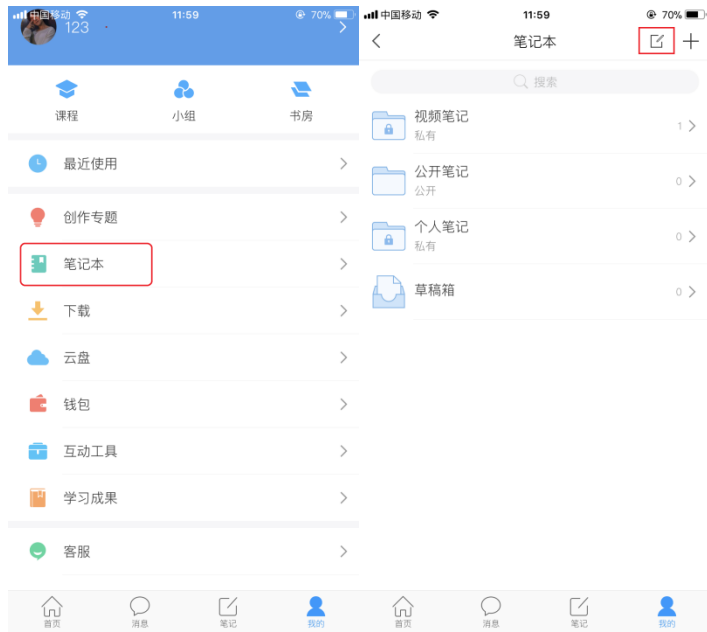 中国移动 11:59 70%
123
课程 小组 书房
最近使用
创作专题
笔记本
下载
云盘
钱包
互动工具
学习成果
客服
首页 消息 笔记 我的
中国移动 11:59 70%
笔记本
搜索
视频笔记
私有 1
公开笔记
公开 0
个人笔记
私有 0
草稿箱 0
首页 消息 笔记 我的